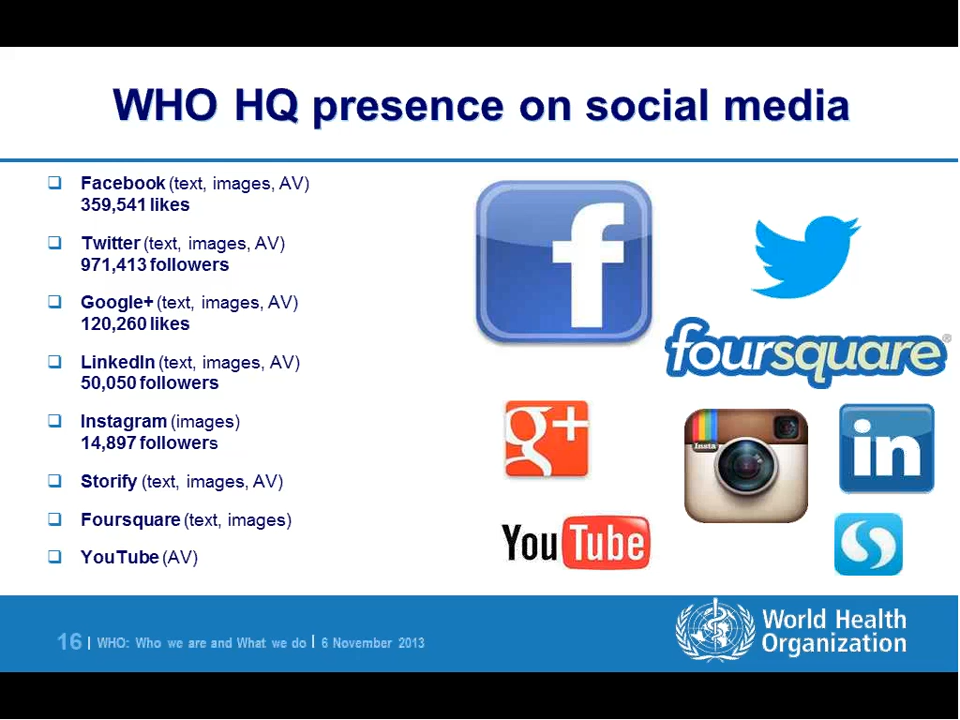 WHO HQ presence on social media
Facebook (text, images, AV)
359,541 likes
Twitter (text, images, AV)
971,413 followers
Google+ (text, images, AV)
120,260 likes
LinkedIn (text, images, AV)
50,050 followers
Instagram (images)
14,897 followers
Storify (text, images, AV)
Foursquare (text, images)
YouTube (AV)
f
foursquare®
g+
Insta
in
You Tube
16 | WHO: Who we are and What we do | 6 November 2013
World Health
Organization